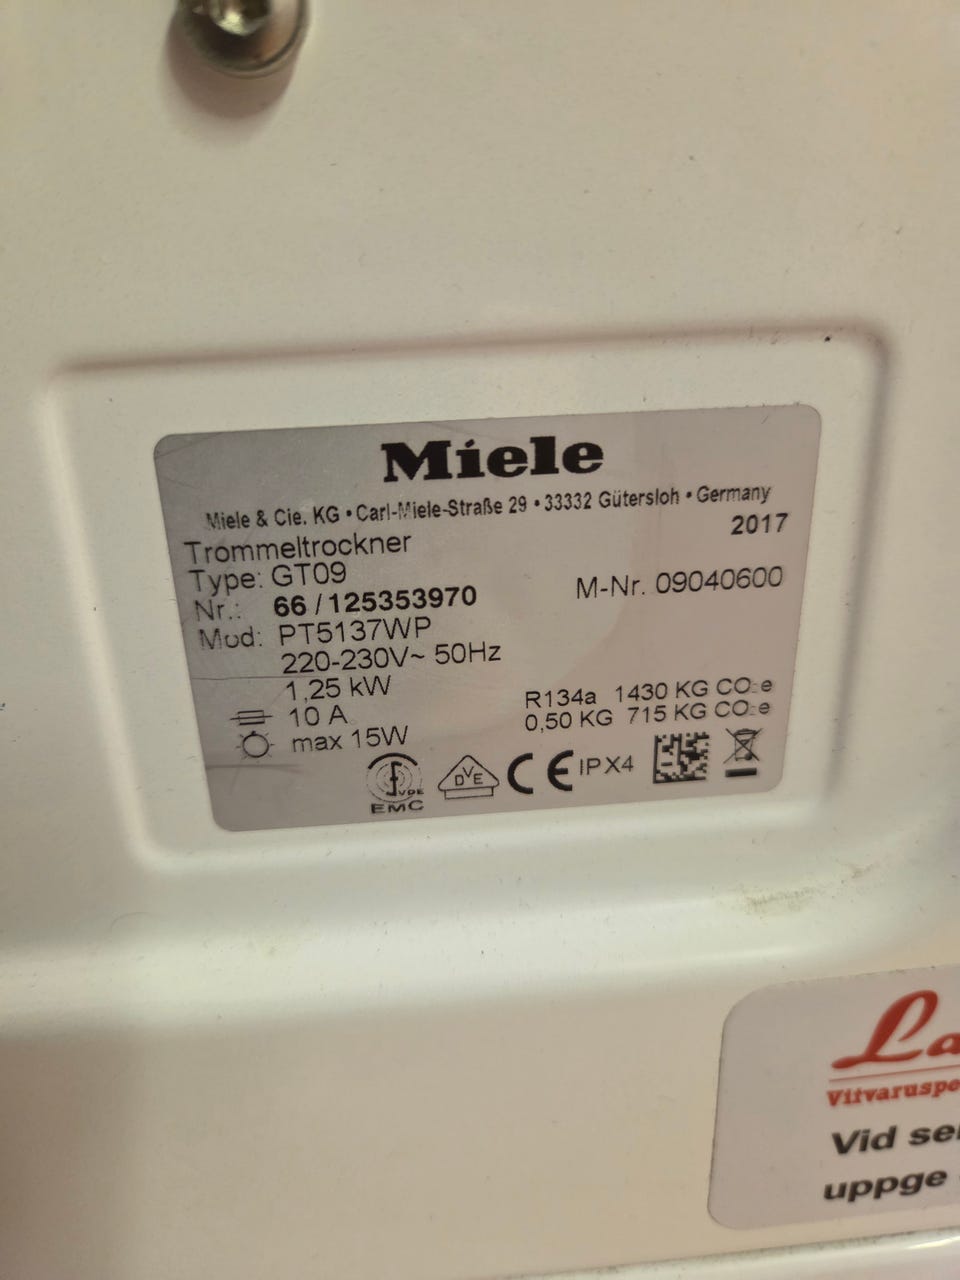 Miele
Miele & Cie. KG • Carl-Miele-Straße 29 • 33332 Gütersloh • Germany
2017
Trommeltrockner
Type: GT09
M-Nr. 09040600
Nr.: 66 / 125353970
Mod: PT5137WP
220-230V~ 50Hz
1,25 kW
10 A
max 15W
R134a 1430 KG CO₂e
0,50 KG 715 KG CO₂e
VDE
EMC
DVE
CE IPX4
La
Vitvaruspe
Vid se
uppge